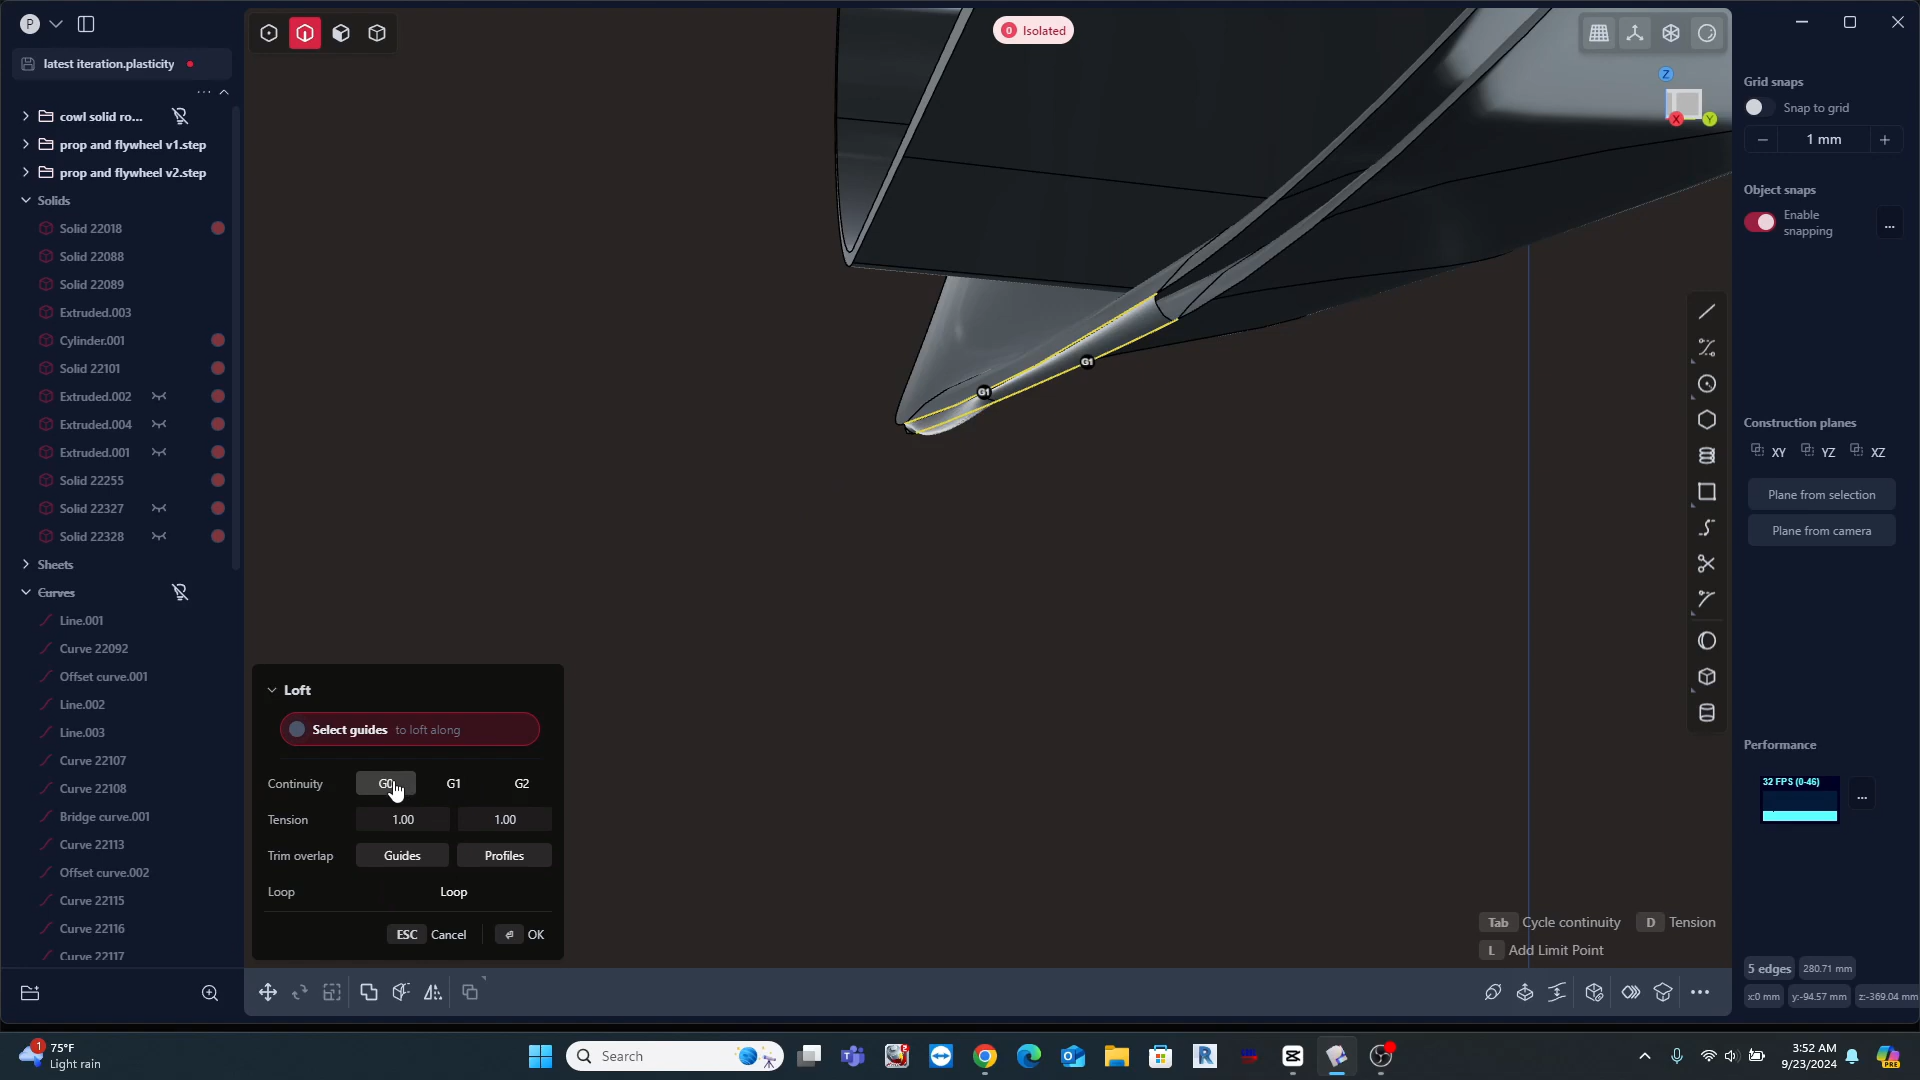 P
latest iteration.plasticity
cowl solid ro...
prop and flywheel v1.step
prop and flywheel v2.step
Solids
Solid 22018
Solid 22088
Solid 22089
Extruded.003
Cylinder.001
Solid 22101
Extruded.002
Extruded.004
Extruded.001
Solid 22255
Solid 22327
Solid 22328
Sheets
Curves
Line.001
Curve 22092
Offset curve.001
Line.002
Line.003
Curve 22107
Curve 22108
Bridge curve.001
Curve 22113
Offset curve.002
Curve 22115
Curve 22116
Curve 22117
0 Isolated
Z
X
Y
G1
G1
Loft
Select guides to loft along
Continuity G0 G1 G2
Tension 1.00 1.00
Trim overlap Guides Profiles
Loop Loop
ESC Cancel OK
Tab Cycle continuity D Tension
L Add Limit Point
Grid snaps
Snap to grid
1 mm
Object snaps
Enable
snapping
...
Construction planes
XY YZ XZ
Plane from selection
Plane from camera
Performance
32 FPS (0-46)
...
5 edges 280.71 mm
x:0 mm y:-94.57 mm z:-369.04 mm
1
75°F
Light rain
Search
R
3:52 AM
9/23/2024
PRE